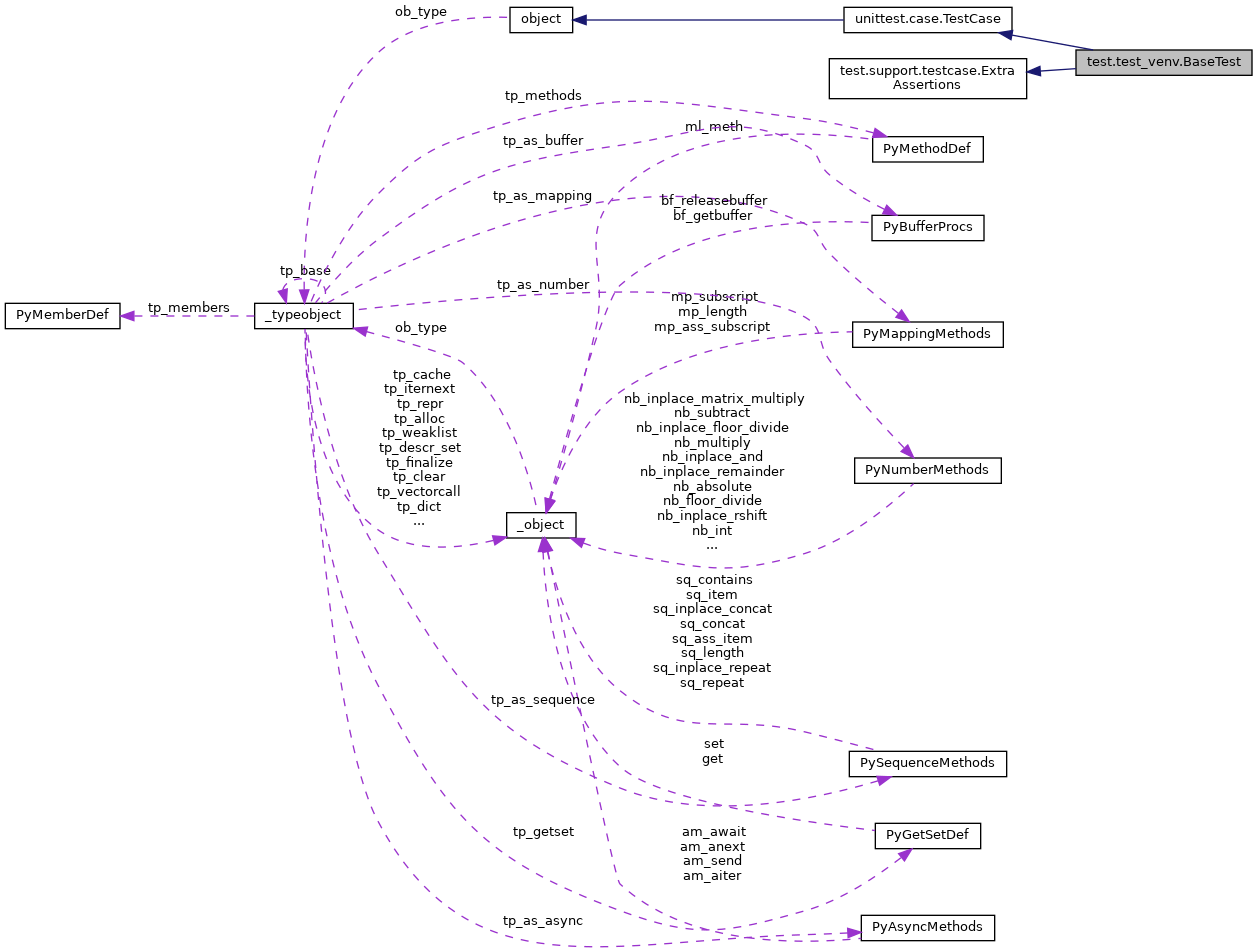 ob_type
object
unittest.case.TestCase
test.test_venv.BaseTest
test.support.testcase.Extra
Assertions
tp_methods
ml_meth
tp_as_buffer
PyMethodDef
tp_as_mapping
bf_releasebuffer
bf_getbuffer
PyBufferProcs
tp_base
tp_as_number
mp_subscript
mp_length
mp_ass_subscript
PyMemberDef
tp_members
_typeobject
ob_type
PyMappingMethods
tp_cache
tp_iternext
tp_repr
tp_alloc
tp_weaklist
tp_descr_set
tp_finalize
tp_clear
tp_vectorcall
tp_dict
...
nb_inplace_matrix_multiply
nb_subtract
nb_inplace_floor_divide
nb_multiply
nb_inplace_and
nb_inplace_remainder
nb_absolute
nb_floor_divide
nb_inplace_rshift
nb_int
...
PyNumberMethods
_object
sq_contains
sq_item
sq_inplace_concat
sq_concat
sq_ass_item
sq_length
sq_inplace_repeat
sq_repeat
tp_as_sequence
set
get
PySequenceMethods
tp_getset
am_await
am_anext
am_send
am_aiter
PyGetSetDef
tp_as_async
PyAsyncMethods